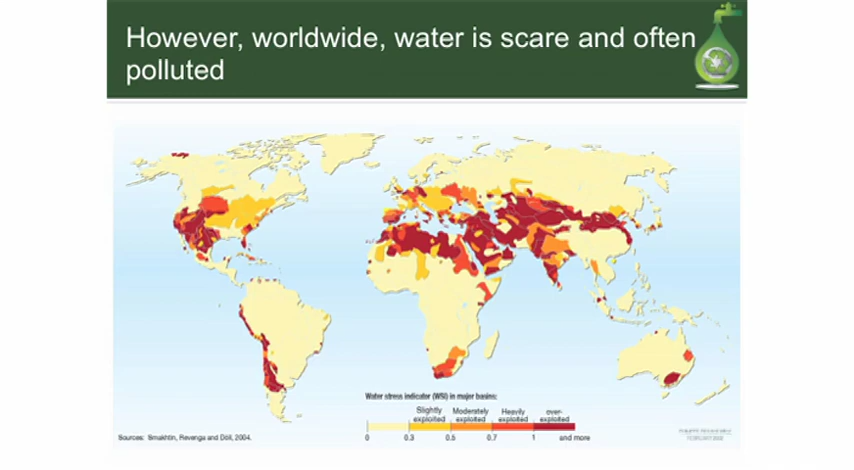 However, worldwide, water is scare and often
polluted
Water stress indicator (WSI) in major basins:
Slightly exploited
Moderately exploited
Heavily exploited
over-exploited
0 0.3 0.5 0.7 1 and more
Sources: Smakhtin, Revenga and Döll, 2004.